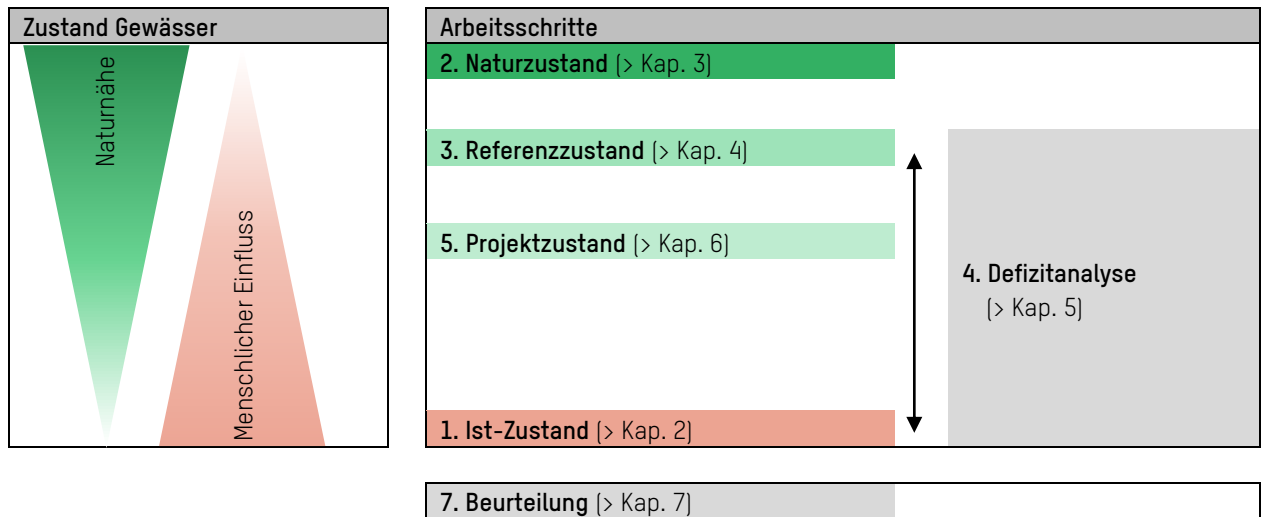 Zustand Gewässer
Naturnähe
Menschlicher Einfluss
Arbeitsschritte
2. Naturzustand (> Kap. 3)
3. Referenzzustand (> Kap. 4)
5. Projektzustand (> Kap. 6)
4. Defizitanalyse
(> Kap. 5)
1. Ist-Zustand (> Kap. 2)
7. Beurteilung (> Kap. 7)